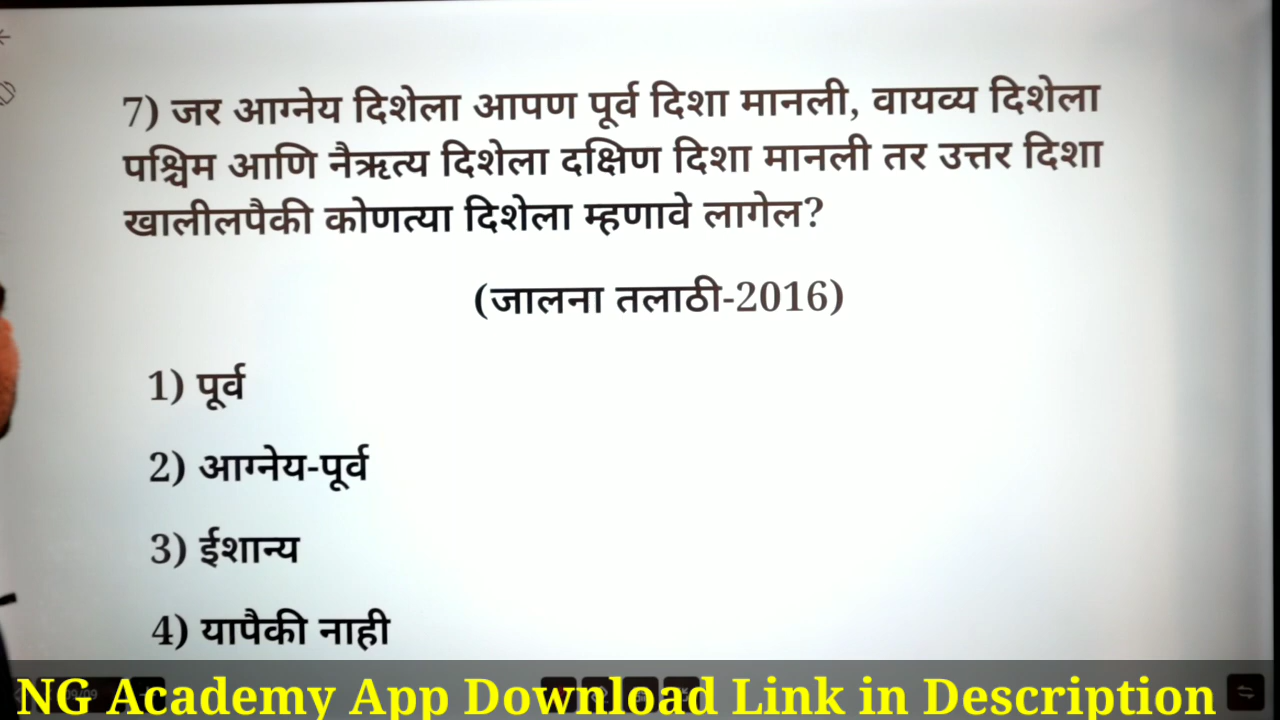 7) जर आग्नेय दिशेला आपण पूर्व दिशा मानली, वायव्य दिशेला
पश्चिम आणि नैऋत्य दिशेला दक्षिण दिशा मानली तर उत्तर दिशा
खालीलपैकी कोणत्या दिशेला म्हणावे लागेल?
(जालना तलाठी-2016)
1) पूर्व
2) आग्नेय-पूर्व
3) ईशान्य
4) यापैकी नाही
NG Academy App Download Link in Description